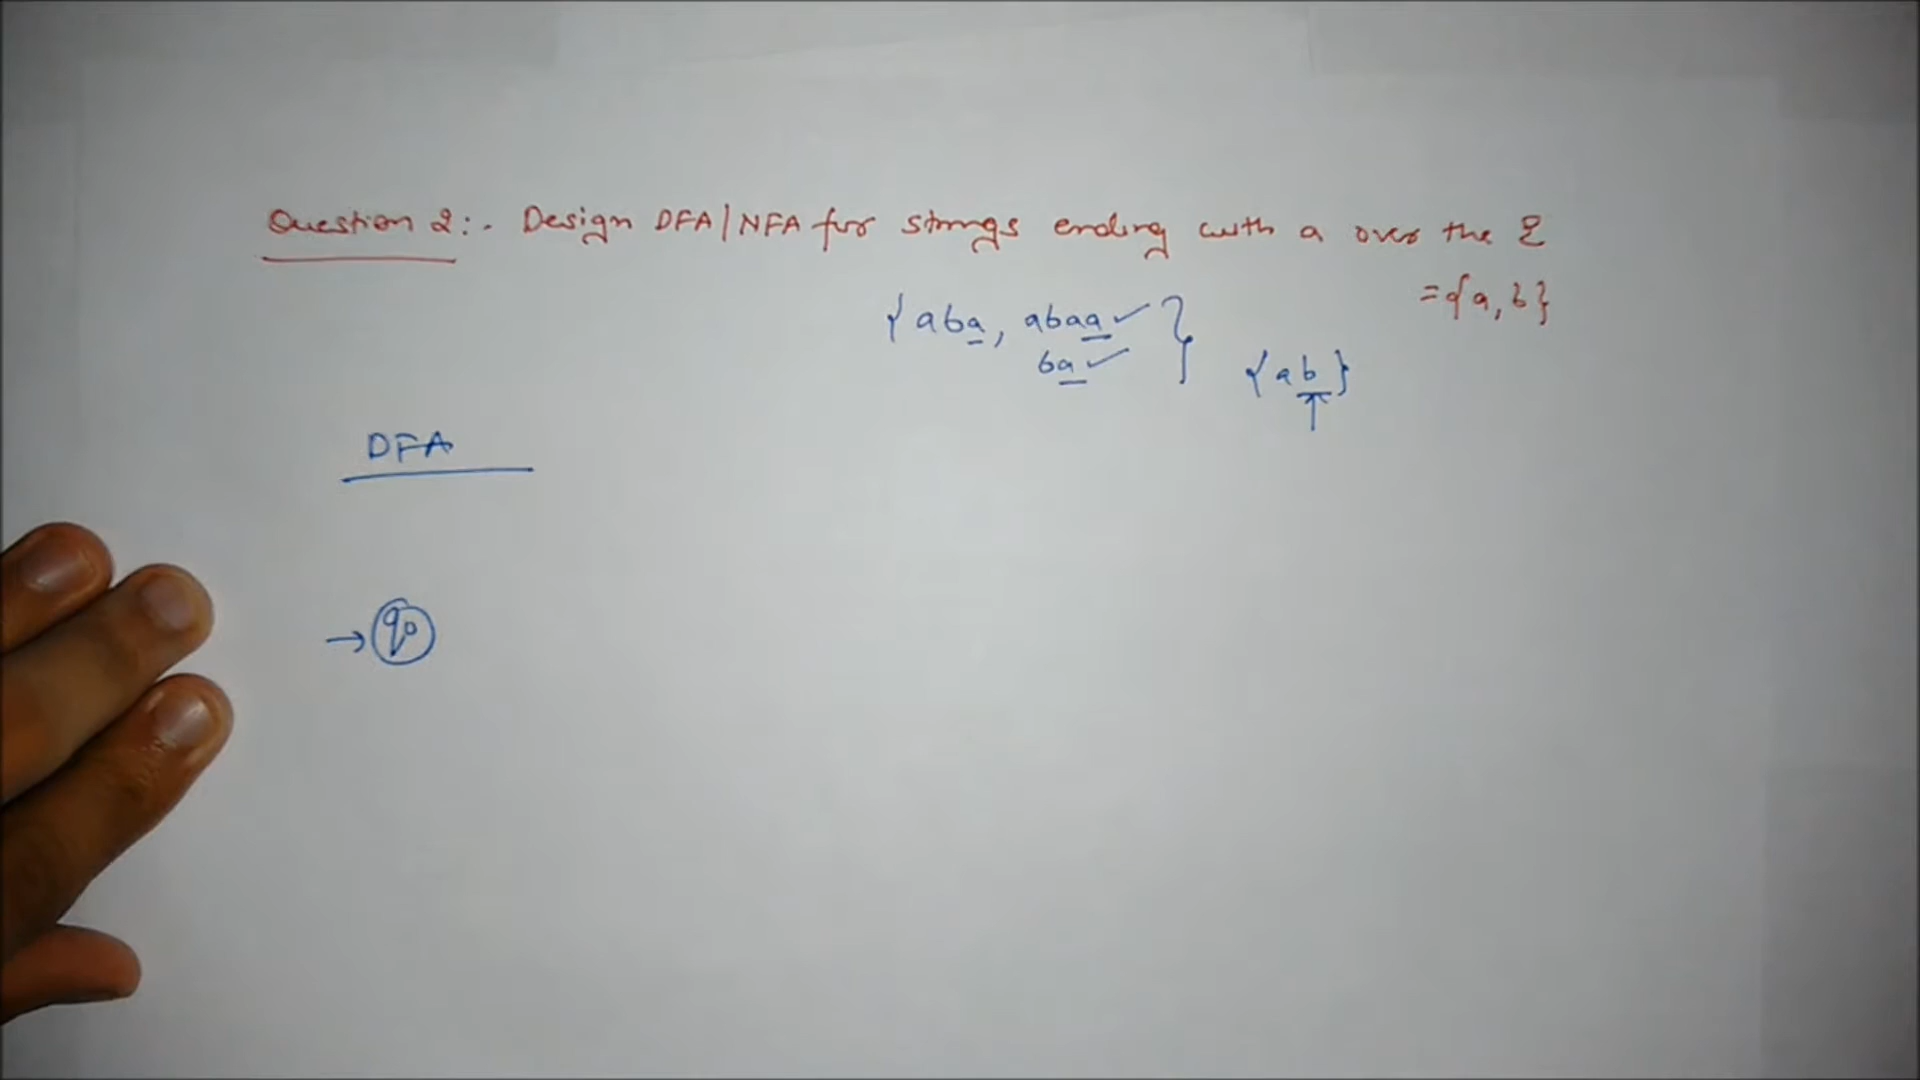 Question 2:. Design DFA/NFA for strings ending with a over the Σ
={a, b}
{aba, abaa ✓ }
ba ✓
{ab}
↑
DFA
→ q0